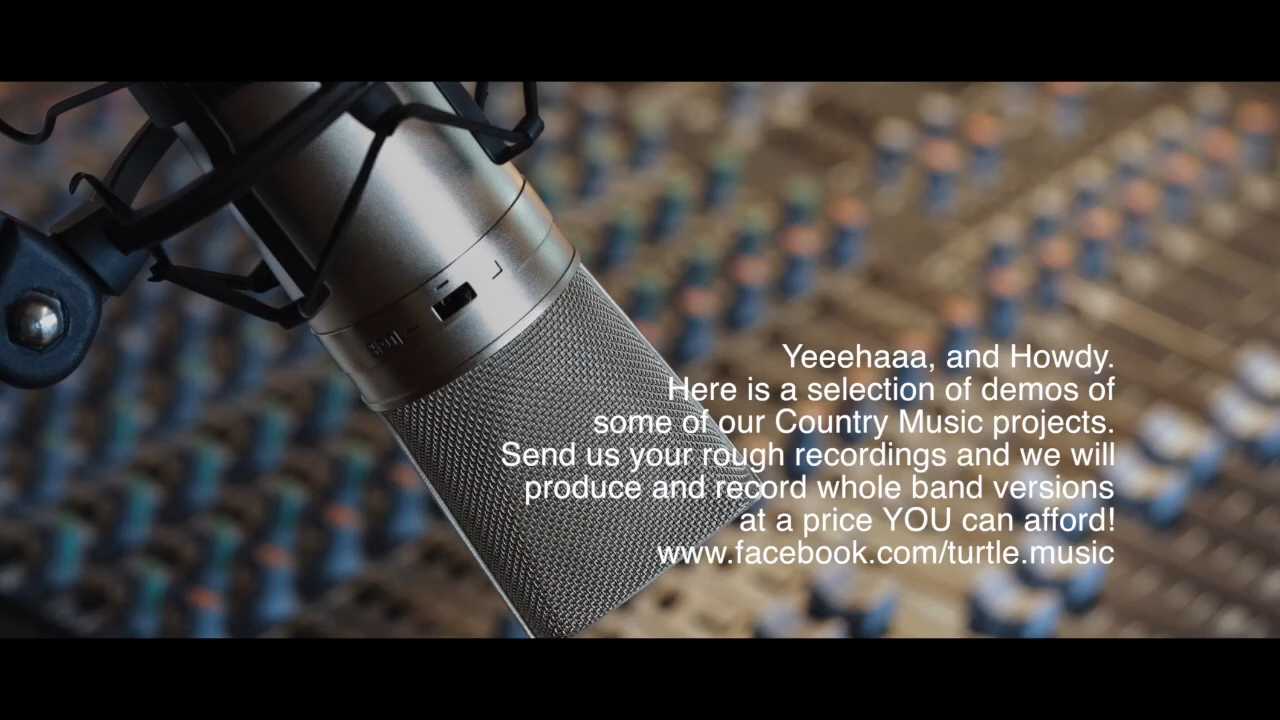 Yeeehaaa, and Howdy.
Here is a selection of demos of
some of our Country Music projects.
Send us your rough recordings and we will
produce and record whole band versions
at a price YOU can afford!
www.facebook.com/turtle.music